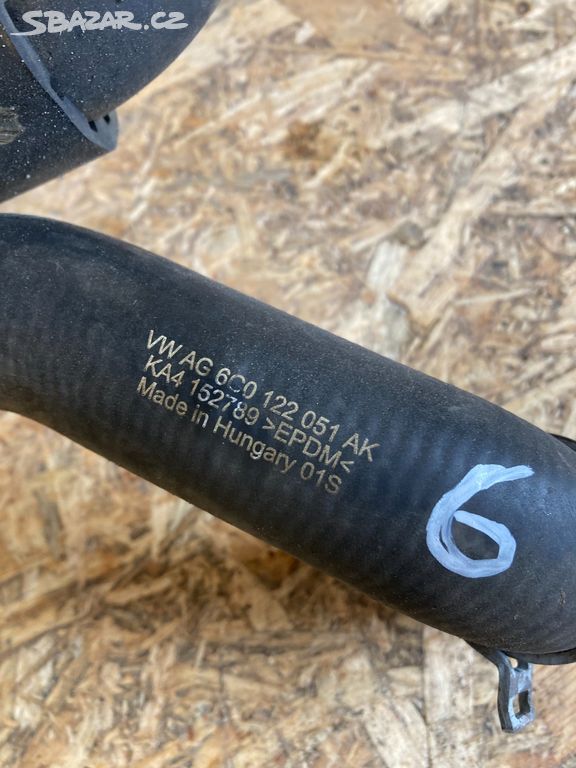 SBAZAR.CZ
VW AG 6C0 122 051 AK
KA4 152789 >EPDM<
Made in Hungary 01S
6